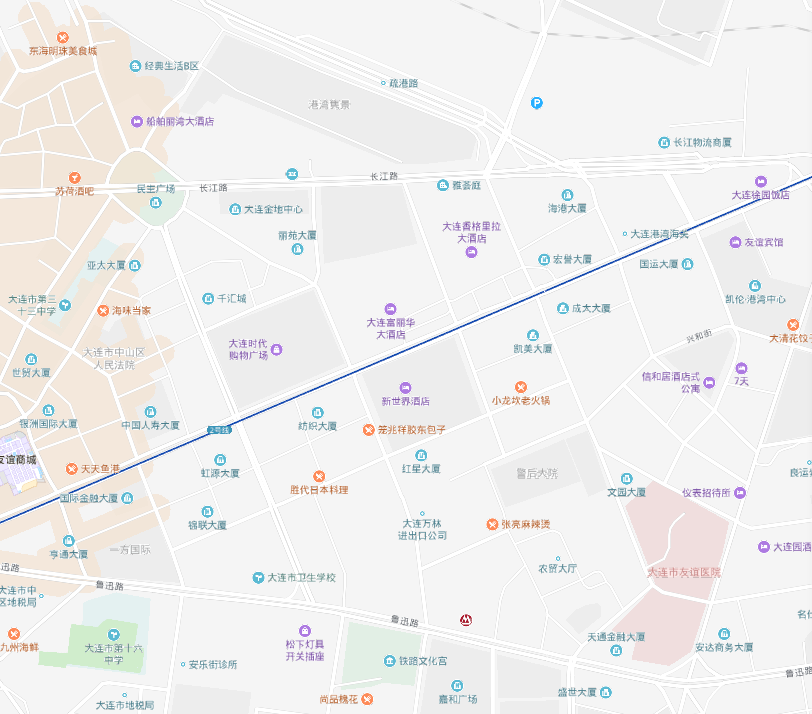 东海明珠美食城
经典生活B区
疏港路
港湾集景
船舶丽湾大酒店
长江物流商厦
苏荷酒吧
民主广场
长江路
长江路
雅荟庭
大连徐园饭店
大连金地中心
海港大厦
丽苑大厦
大连香格里拉
大酒店
大连港湾海关
友谊宾馆
亚太大厦
宏誉大厦
国运大厦
大连市第三
十三中学
海味当家
千汇城
凯伦·港湾中心
大连富丽华
大酒店
成大大厦
大连市中山区
人民法院
大连时代
购物广场
凯美大厦
兴和街
大清花饺子
世贸大厦
信和居酒店式
公寓
7天
新世界酒店
小龙坎老火锅
银洲国际大厦
中国人寿大厦
2号线
纺织大厦
笼兆祥胶东包子
友谊商城
天天鱼港
虹源大厦
红星大厦
警后大院
国际金融大厦
胜代日本料理
文园大厦
仪表招待所
锦联大厦
大连万林
进出口公司
张亮麻辣烫
亨通大厦
一方国际
农贸大厅
大连市友谊医院
鲁迅路
大连市卫生学校
鲁迅路
九州海鲜
大连市第十六
中学
松下灯具
开关插座
天通金融大厦
安达商务大厦
安乐街诊所
铁路文化宫
鲁迅路
大连市地税局
尚品槐花
嘉和广场
盛世大厦